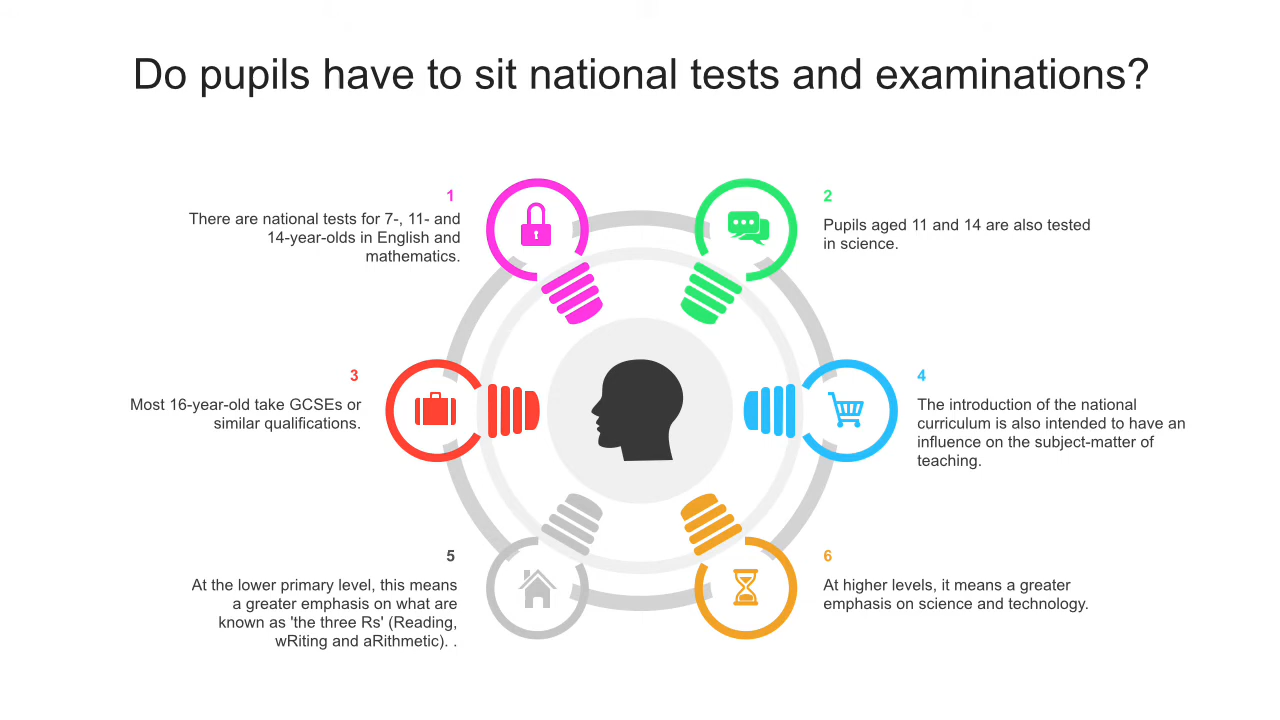 Do pupils have to sit national tests and examinations?
1
There are national tests for 7-, 11- and
14-year-olds in English and
mathematics.
2
Pupils aged 11 and 14 are also tested
in science.
3
Most 16-year-old take GCSEs or
similar qualifications.
4
The introduction of the national
curriculum is also intended to have an
influence on the subject-matter of
teaching.
5
At the lower primary level, this means
a greater emphasis on what are
known as 'the three Rs' (Reading,
wRiting and aRithmetic). .
6
At higher levels, it means a greater
emphasis on science and technology.